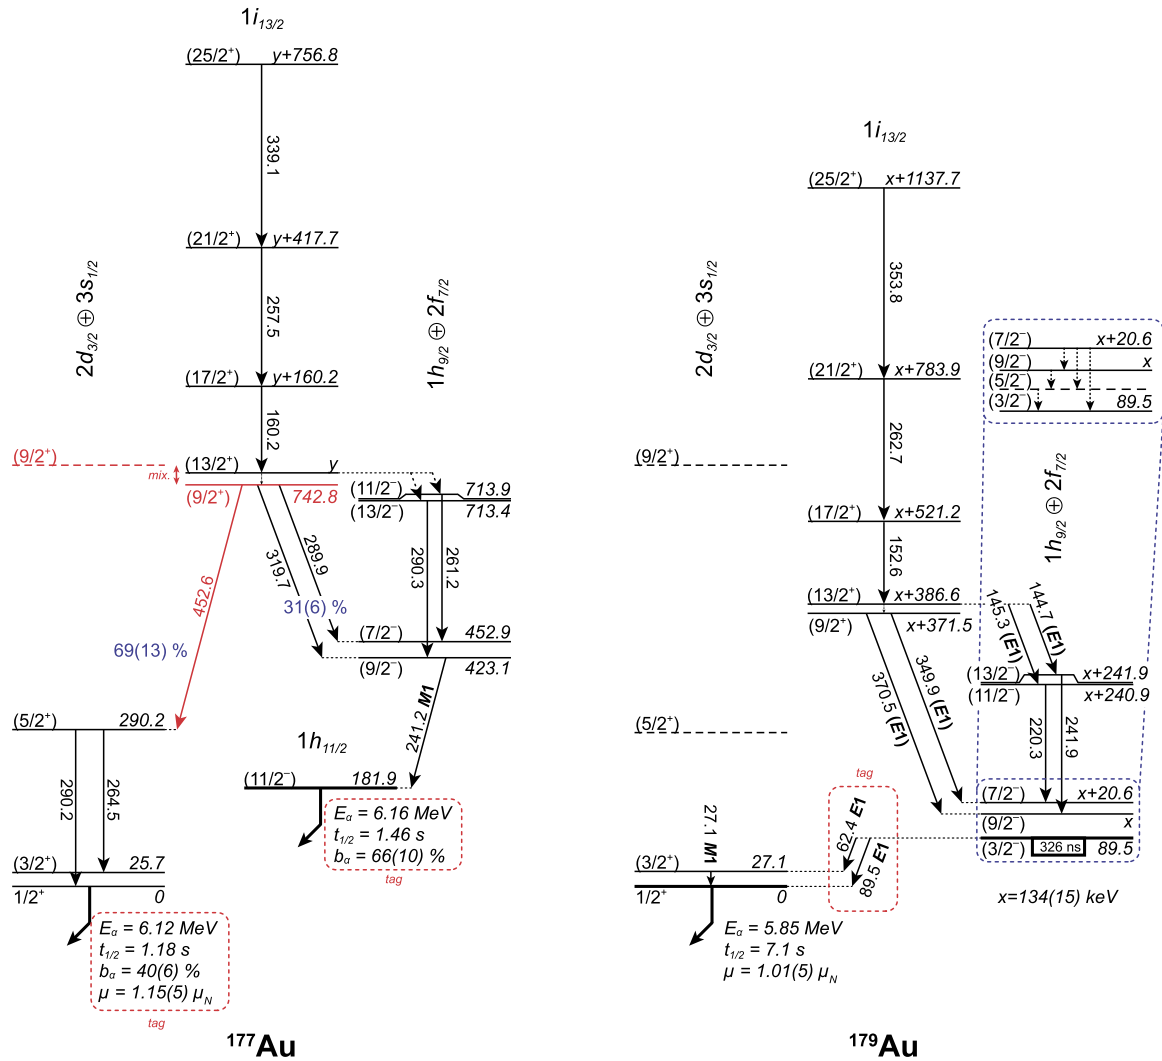 1i13/2
(25/2⁺) y+756.8
339.1
(21/2⁺) y+417.7
257.5
(17/2⁺) y+160.2
160.2
2d3/2 ⊕ 3s1/2
1h9/2 ⊕ 2f7/2
(9/2⁺)
mix.
(13/2⁺) y
(9/2⁺) 742.8
(11/2⁻) 713.9
(13/2⁻) 713.4
452.6
319.7
289.9
290.3
261.2
31(6) %
69(13) %
(7/2⁻) 452.9
(9/2⁻) 423.1
241.2 M1
(5/2⁺) 290.2
290.2
264.5
1h11/2
(11/2⁻) 181.9
Eα = 6.16 MeV
t1/2 = 1.46 s
bα = 66(10) %
tag
(3/2⁺) 25.7
1/2⁺ 0
Eα = 6.12 MeV
t1/2 = 1.18 s
bα = 40(6) %
μ = 1.15(5) μN
tag
¹⁷⁷Au
1i13/2
(25/2⁺) x+1137.7
353.8
(21/2⁺) x+783.9
262.7
(17/2⁺) x+521.2
152.6
(13/2⁺) x+386.6
(9/2⁺) x+371.5
2d3/2 ⊕ 3s1/2
(9/2⁺)
(5/2⁺)
(7/2⁻) x+20.6
(9/2⁻) x
(5/2⁻)
(3/2⁻) 89.5
1h9/2 ⊕ 2f7/2
145.3 (E1)
144.7 (E1)
370.5 (E1)
349.9 (E1)
(13/2⁻) x+241.9
(11/2⁻) x+240.9
220.3
241.9
(7/2⁻) x+20.6
(9/2⁻) x
(3/2⁻) 326 ns 89.5
x=134(15) keV
tag
62.4 E1
89.5 E1
27.1 M1
(3/2⁺) 27.1
1/2⁺ 0
Eα = 5.85 MeV
t1/2 = 7.1 s
μ = 1.01(5) μN
¹⁷⁹Au